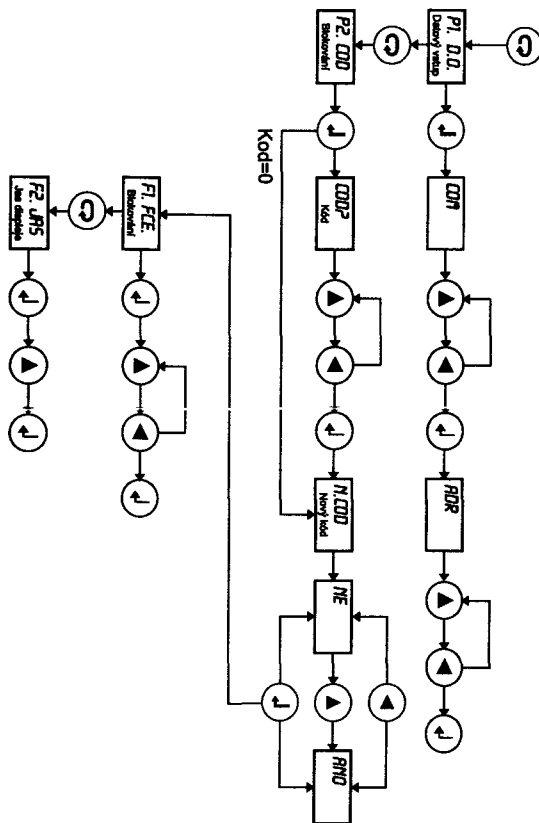 P1. D.O.
Datový vstup
COM
ADR
P2. COD
Blokování
COD?
Kód
N.COD
Nový kód
NE
ANO
Kod=0
F1. FCE.
Blokování
F2. JAS
Jas displeje